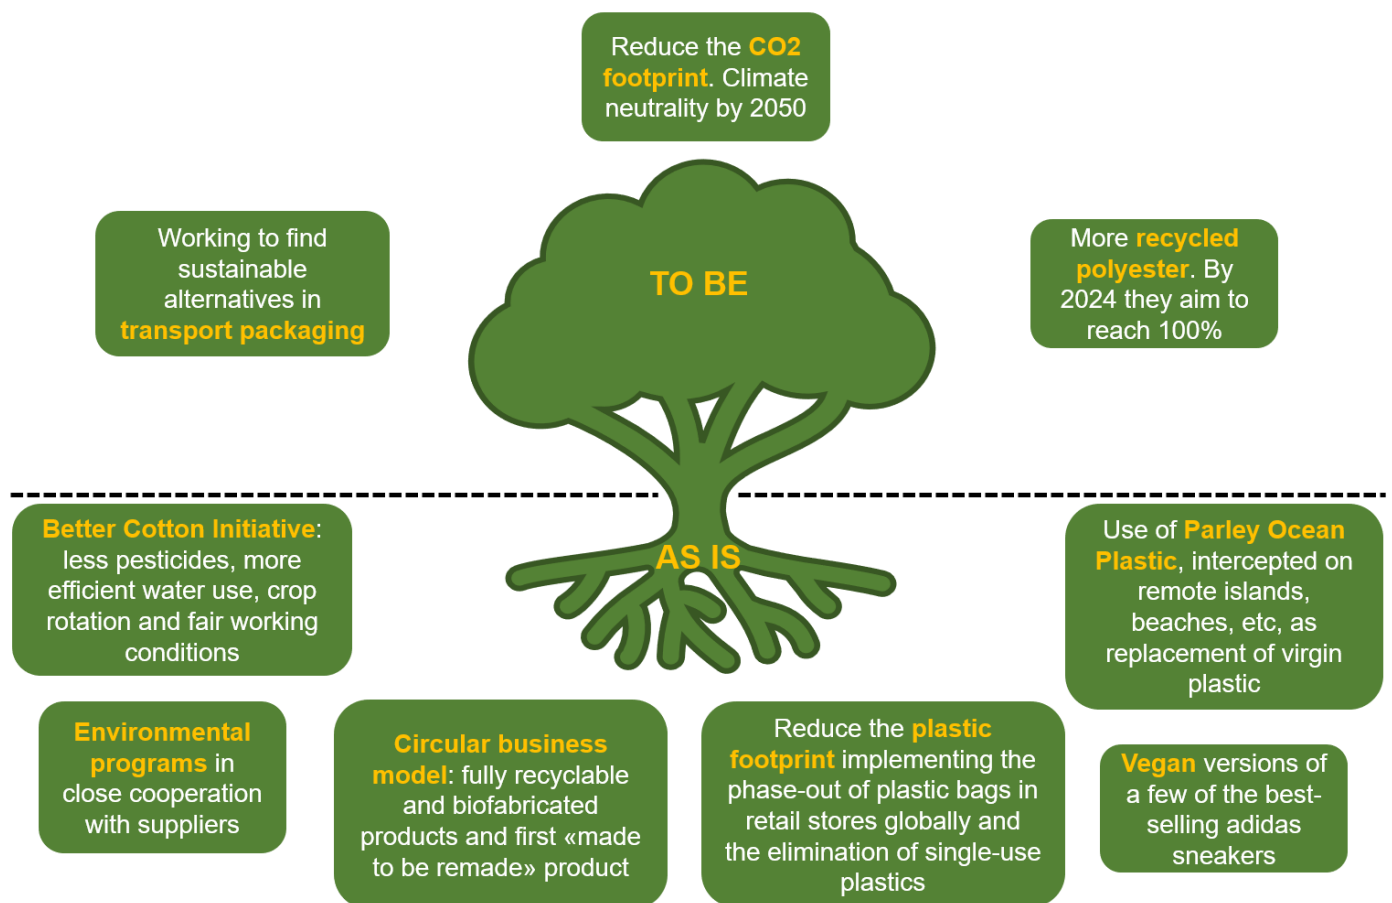 Reduce the CO2
footprint. Climate
neutrality by 2050
Working to find
sustainable
alternatives in
transport packaging
TO BE
More recycled
polyester. By
2024 they aim to
reach 100%
Better Cotton Initiative:
less pesticides, more
efficient water use, crop
rotation and fair working
conditions
AS IS
Use of Parley Ocean
Plastic, intercepted on
remote islands,
beaches, etc, as
replacement of virgin
plastic
Environmental
programs in
close cooperation
with suppliers
Circular business
model: fully recyclable
and biofabricated
products and first «made
to be remade» product
Reduce the plastic
footprint implementing the
phase-out of plastic bags in
retail stores globally and
the elimination of single-use
plastics
Vegan versions of
a few of the best-
selling adidas
sneakers